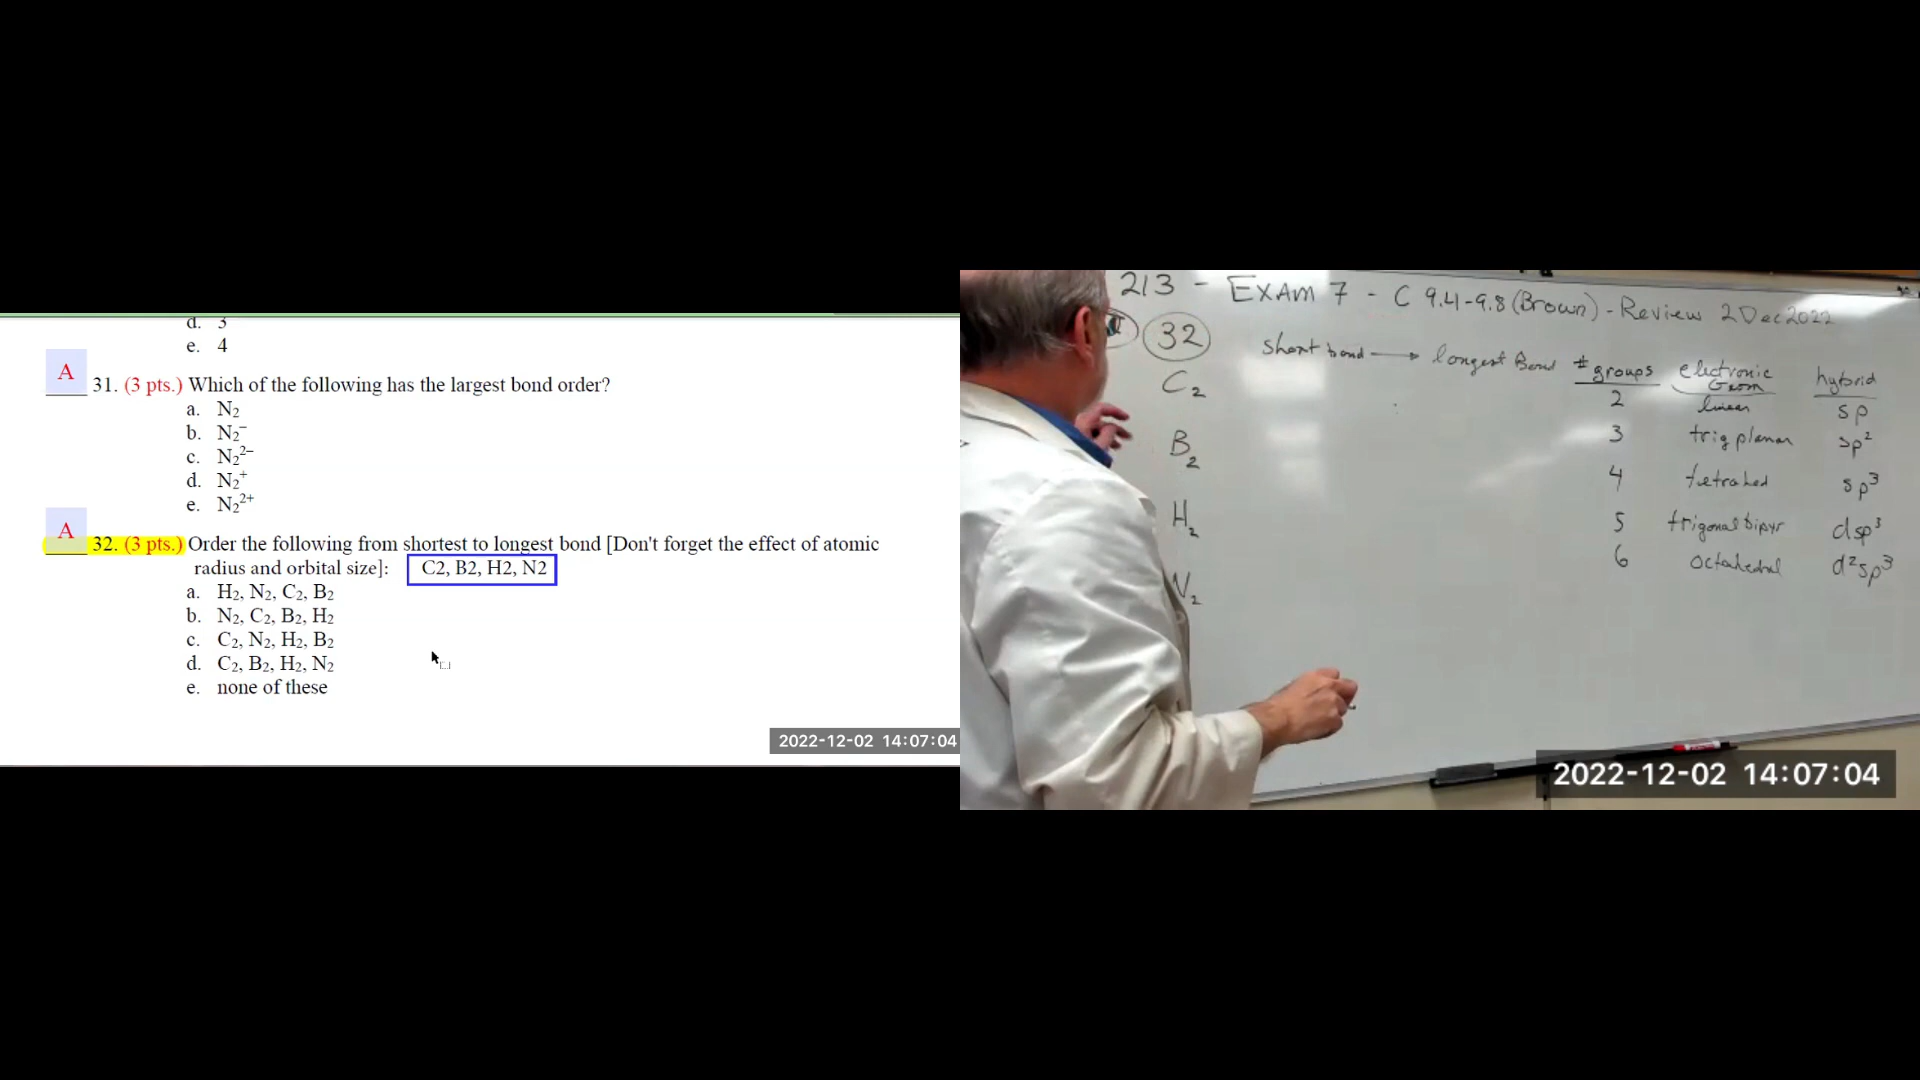 d. 3
e. 4
A
31. (3 pts.) Which of the following has the largest bond order?
a. N₂
b. N₂⁻
c. N₂²⁻
d. N₂⁺
e. N₂²⁺
A
32. (3 pts.) Order the following from shortest to longest bond [Don't forget the effect of atomic
radius and orbital size]: C2, B2, H2, N2
a. H₂, N₂, C₂, B₂
b. N₂, C₂, B₂, H₂
c. C₂, N₂, H₂, B₂
d. C₂, B₂, H₂, N₂
e. none of these
2022-12-02 14:07:04
213 - EXAM 7 - C 9.4-9.8 (Brown) - Review 2Dec2022
32
short bond → longest Bond
C₂
B₂
H₂
N₂
# groups electronic Geom hybrid
2 linear sp
3 trig planar sp²
4 tetrahed sp³
5 trigonal bipyr dsp³
6 octahedral d²sp³
2022-12-02 14:07:04